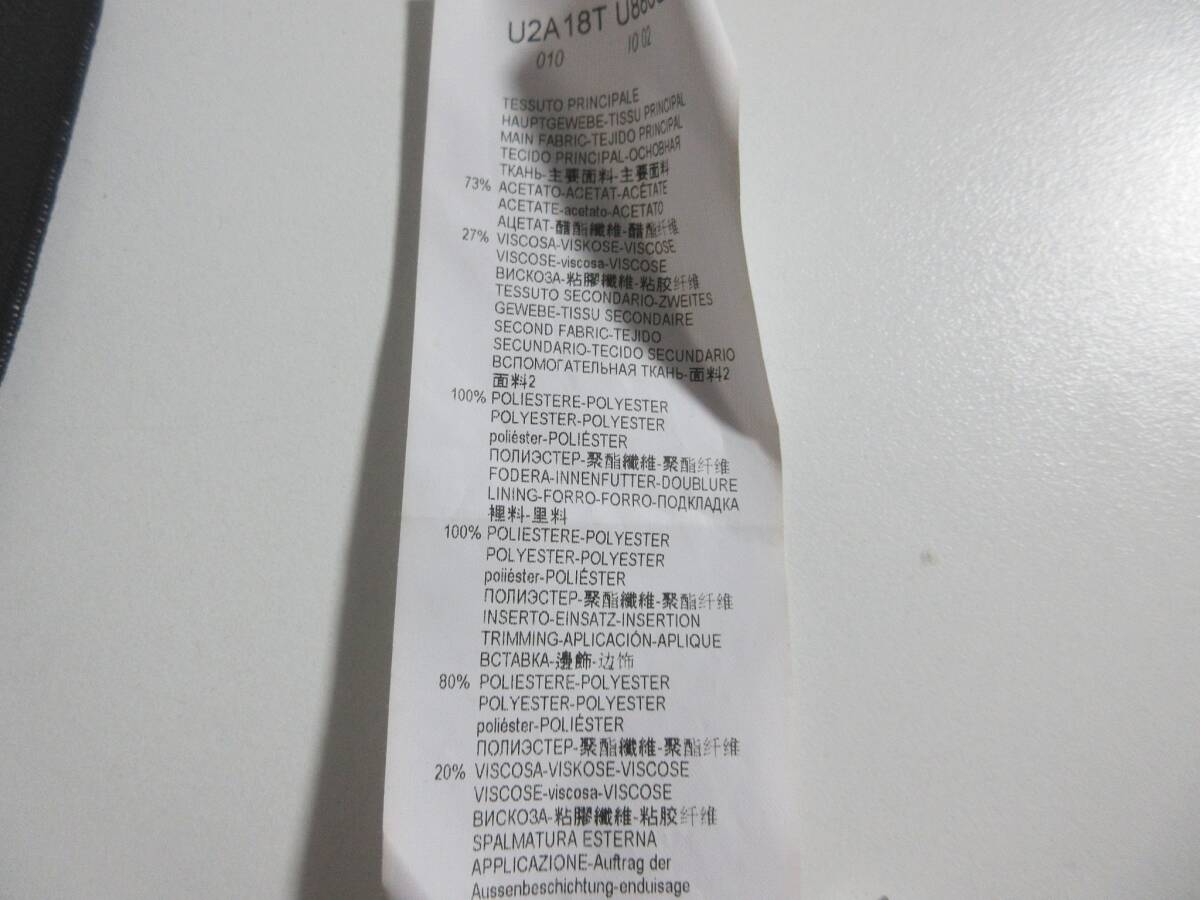 U2A18T
010 10 02
TESSUTO PRINCIPALE
HAUPTGEWEBE-TISSU PRINCIPAL
MAIN FABRIC-TEJIDO PRINCIPAL
TECIDO PRINCIPAL-ОСНОВНАЯ
ТКАНЬ-主要面料-主要面料
73% ACETATO-ACETAT-ACÉTATE
ACETATE-acetato-ACETATO
АЦЕТАТ-醋酯纖維-醋酯纤维
27% VISCOSA-VISKOSE-VISCOSE
VISCOSE-viscosa-VISCOSE
ВИСКОЗА-粘膠纖維-粘胶纤维
TESSUTO SECONDARIO-ZWEITES
GEWEBE-TISSU SECONDAIRE
SECOND FABRIC-TEJIDO
SECUNDARIO-TECIDO SECUNDARIO
ВСПОМОГАТЕЛЬНАЯ ТКАНЬ-面料2
面料2
100% POLIESTERE-POLYESTER
POLYESTER-POLYESTER
poliéster-POLIÉSTER
ПОЛИЭСТЕР-聚酯纖維-聚酯纤维
FODERA-INNENFUTTER-DOUBLURE
LINING-FORRO-FORRO-ПОДКЛАДКА
裡料-里料
100% POLIESTERE-POLYESTER
POLYESTER-POLYESTER
poliéster-POLIÉSTER
ПОЛИЭСТЕР-聚酯纖維-聚酯纤维
INSERTO-EINSATZ-INSERTION
TRIMMING-APLICACIÓN-APLIQUE
ВСТАВКА-邊飾-边饰
80% POLIESTERE-POLYESTER
POLYESTER-POLYESTER
poliéster-POLIÉSTER
ПОЛИЭСТЕР-聚酯纖維-聚酯纤维
20% VISCOSA-VISKOSE-VISCOSE
VISCOSE-viscosa-VISCOSE
ВИСКОЗА-粘膠纖維-粘胶纤维
SPALMATURA ESTERNA
APPLICAZIONE-Auftrag der
Aussenbeschichtung-enduisage